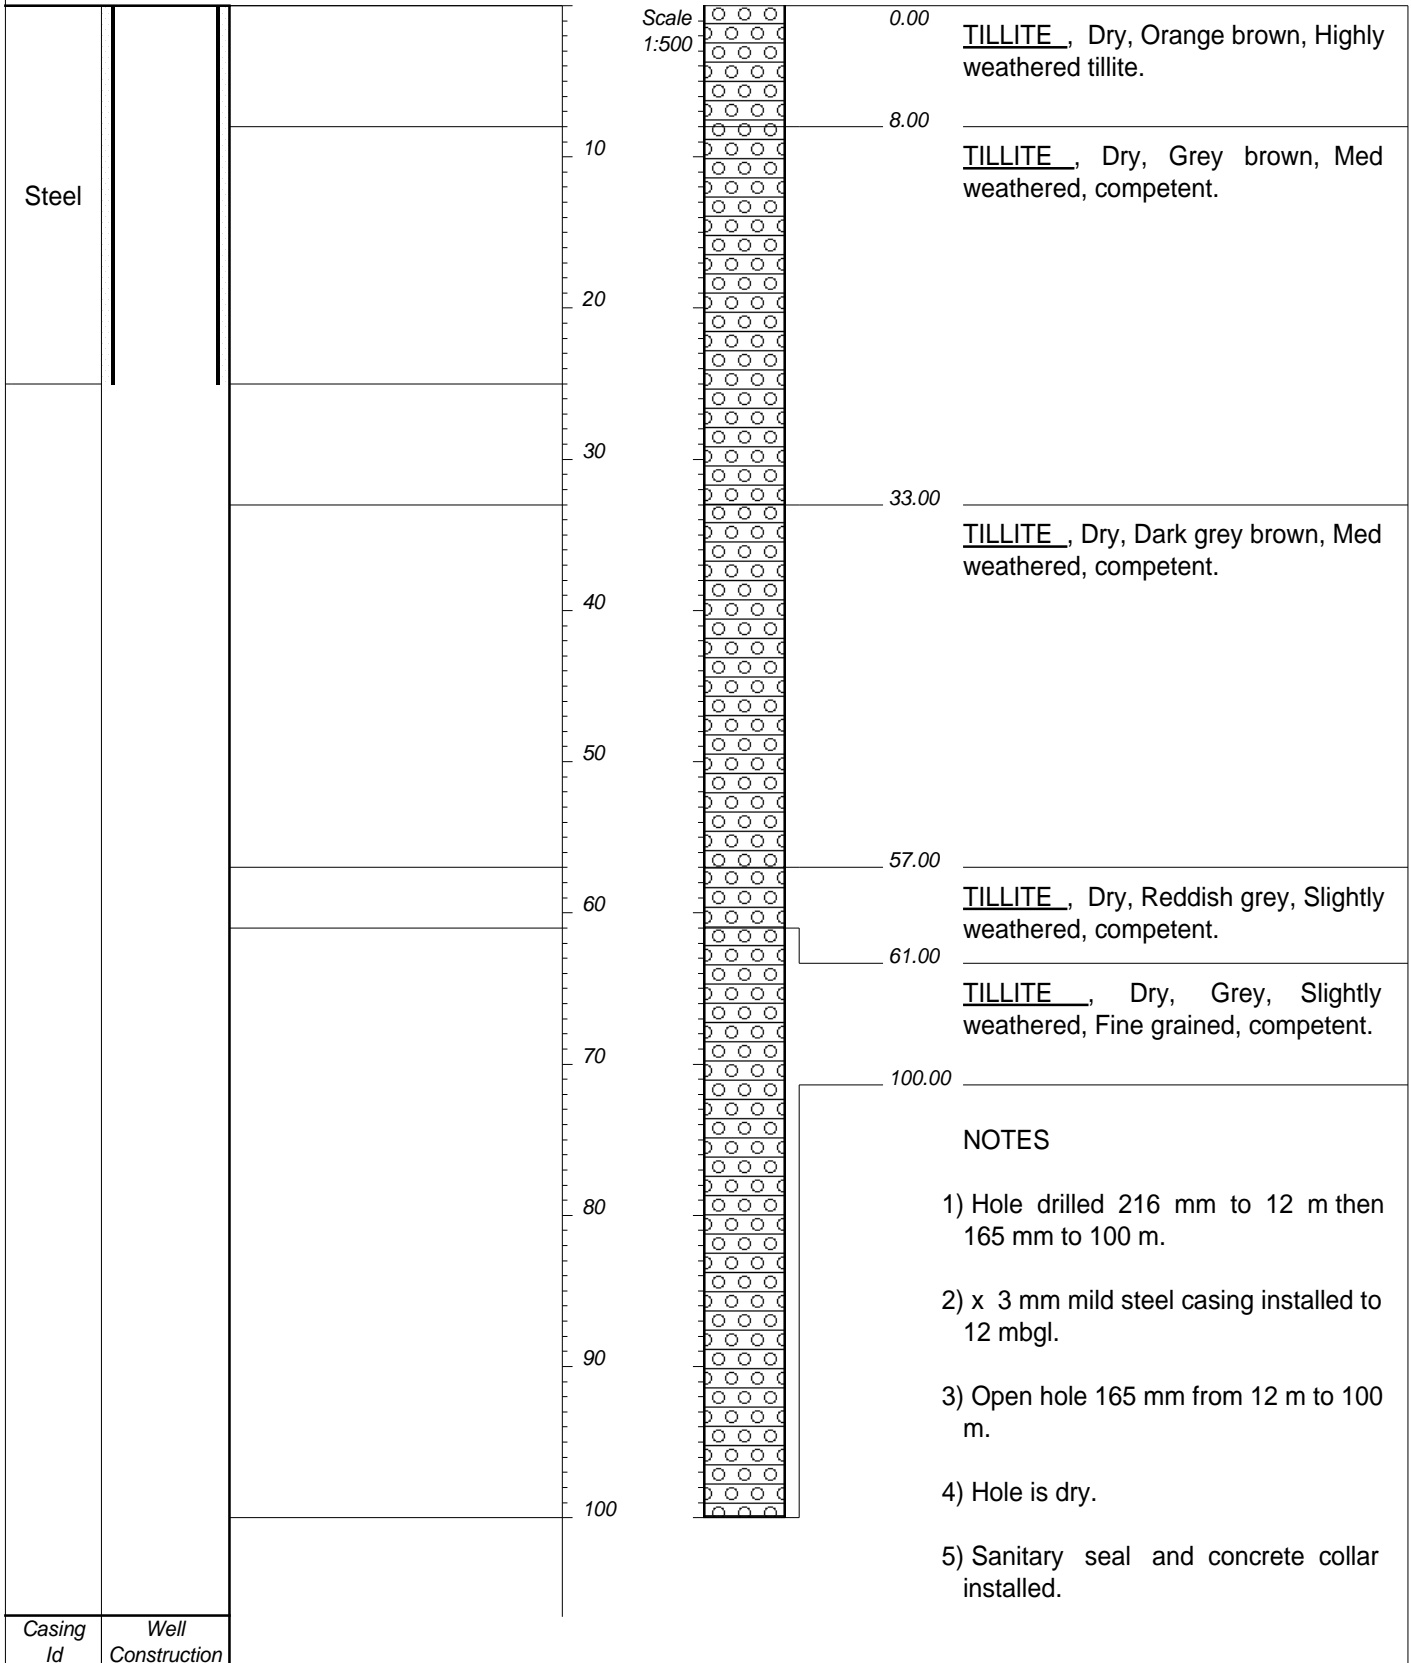 Scale
1:500
0.00
TILLITE , Dry, Orange brown, Highly
weathered tillite.
8.00
TILLITE , Dry, Grey brown, Med
weathered, competent.
Steel
10
20
30
33.00
TILLITE , Dry, Dark grey brown, Med
weathered, competent.
40
50
57.00
TILLITE , Dry, Reddish grey, Slightly
weathered, competent.
60
61.00
TILLITE , Dry, Grey, Slightly
weathered, Fine grained, competent.
70
100.00
NOTES
1) Hole drilled 216 mm to 12 m then
165 mm to 100 m.
80
2) x 3 mm mild steel casing installed to
12 mbgl.
90
3) Open hole 165 mm from 12 m to 100
m.
4) Hole is dry.
100
5) Sanitary seal and concrete collar
installed.
Casing
Id
Well
Construction